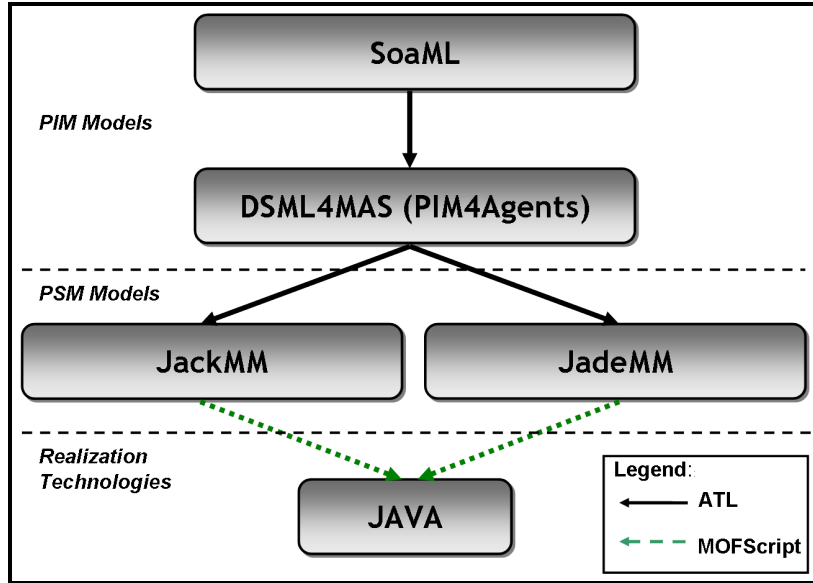 SoaML
PIM Models
DSML4MAS (PIM4Agents)
PSM Models
JackMM
JadeMM
Realization
Technologies
JAVA
Legend:
ATL
MOFScript